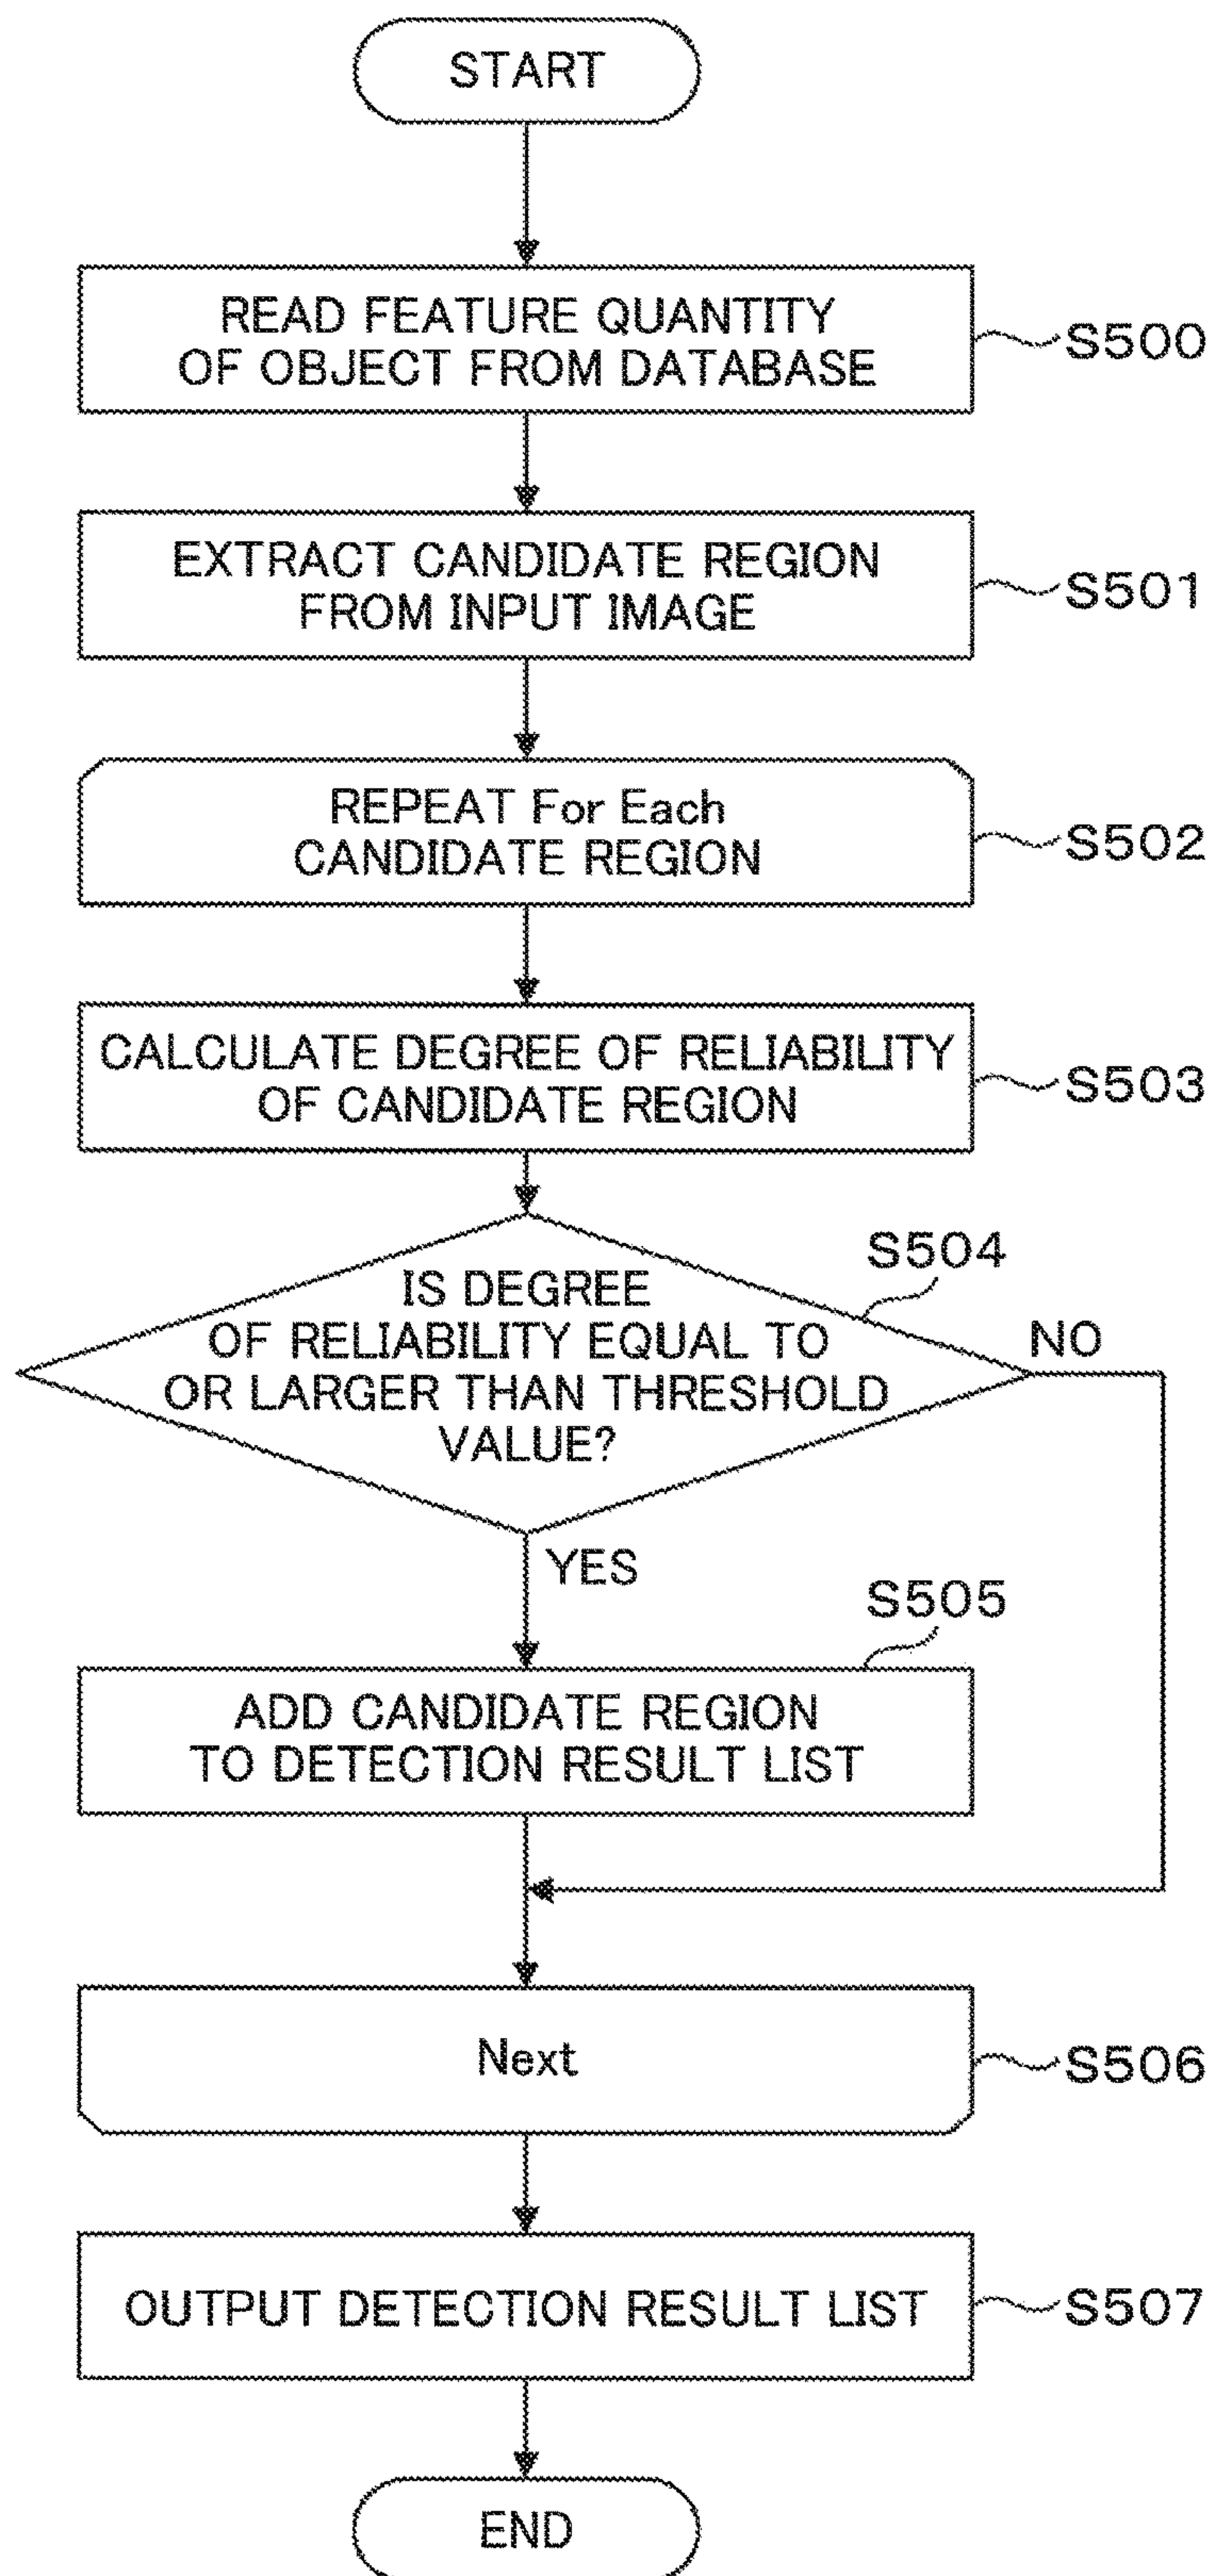 START
READ FEATURE QUANTITY
OF OBJECT FROM DATABASE
S500
EXTRACT CANDIDATE REGION
FROM INPUT IMAGE
S501
REPEAT For Each
CANDIDATE REGION
S502
CALCULATE DEGREE OF RELIABILITY
OF CANDIDATE REGION
S503
S504
IS DEGREE
OF RELIABILITY EQUAL TO
OR LARGER THAN THRESHOLD
VALUE?
NO
YES
S505
ADD CANDIDATE REGION
TO DETECTION RESULT LIST
Next
S506
OUTPUT DETECTION RESULT LIST
S507
END